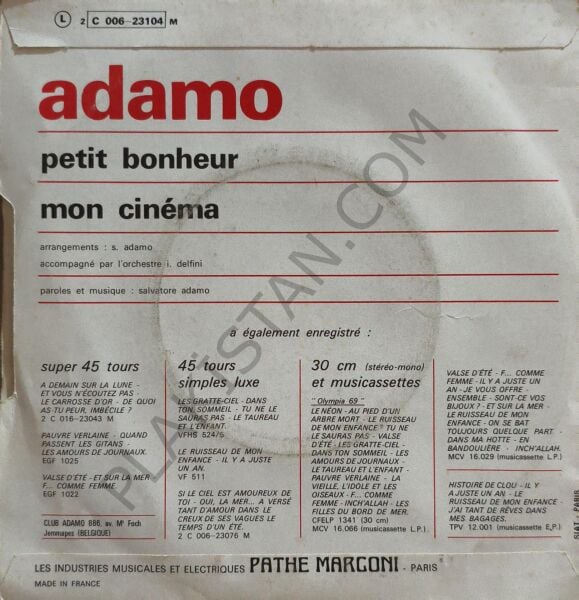 L 2 C 006-23104 M
adamo
petit bonheur
mon cinéma
arrangements : s. adamo
accompagné par l'orchestre i. delfini
paroles et musique : salvatore adamo
a également enregistré :
super 45 tours
A DEMAIN SUR LA LUNE -
ET VOUS N'ÉCOUTEZ PAS -
LE CARROSSE D'OR - DE QUOI
AS-TU PEUR, IMBÉCILE ?
2 C 016-23043 M
PAUVRE VERLAINE - QUAND
PASSENT LES GITANS -
LES AMOURS DE JOURNAUX.
EGF 1025
VALSE D'ÉTÉ - ET SUR LA MER
F... COMME FEMME
EGF 1022
CLUB ADAMO 886, av. Ml Foch
Jemmapes (BELGIQUE)
45 tours
simples luxe
LES GRATTE-CIEL - DANS
TON SOMMEIL - TU NE LE
SAURAS PAS - LE TAUREAU
ET L'ENFANT.
VFHS 524/5
LE RUISSEAU DE MON
ENFANCE - IL Y A JUSTE
UN AN.
VF 511
SI LE CIEL EST AMOUREUX DE
TOI - OUI, LA MER... A VERSÉ
TANT D'AMOUR DANS LE
CREUX DE SES VAGUES LE
TEMPS D'UN ÉTÉ.
2 C 006-23076 M
30 cm (stéréo-mono)
et musicassettes
"Olympia 69"
LE NÉON - AU PIED D'UN
ARBRE MORT - LE RUISSEAU
DE MON ENFANCE - TU NE
LE SAURAS PAS - VALSE
D'ÉTÉ - LES GRATTE-CIEL -
DANS TON SOMMEIL - LES
AMOURS DE JOURNAUX -
LE TAUREAU ET L'ENFANT -
PAUVRE VERLAINE - LA
VIEILLE, L'IDOLE ET LES
OISEAUX - F... COMME
FEMME - INCH'ALLAH - LES
FILLES DU BORD DE MER.
CFELP 1341 (30 cm)
MCV 16.066 (musicassette L.P.).
VALSE D'ÉTÉ - F... COMME
FEMME - IL Y A JUSTE UN
AN - JE VOUS OFFRE -
ENSEMBLE - SONT-CE VOS
BIJOUX ? - ET SUR LA MER
LE RUISSEAU DE MON
ENFANCE - ON SE BAT
TOUJOURS QUELQUE PART -
DANS MA HOTTE - EN
BANDOULIÈRE - INCH'ALLAH.
MCV 16.029 (musicassette L.P.)
HISTOIRE DE CLOU - IL Y
A JUSTE UN AN - LE
RUISSEAU DE MON ENFANCE -
J'AI TANT DE RÊVES DANS
MES BAGAGES.
TPV 12.001 (musicassette E.P.)
SIAT - PARIS
LES INDUSTRIES MUSICALES ET ELECTRIQUES PATHE MARCONI - PARIS
MADE IN FRANCE
PLAKSTAN.COM